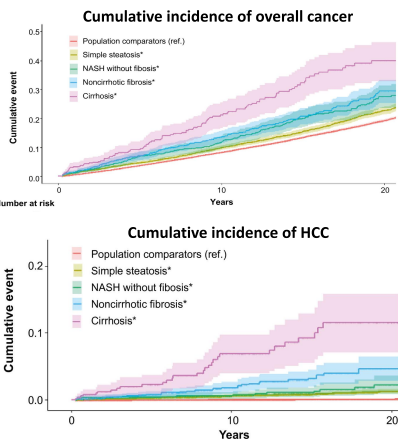 Cumulative incidence of overall cancer
Cumulative event
0.5
0.4
0.3
0.2
0.1
0.01
Population comparators (ref.)
Simple steatosis*
NASH without fibosis*
Noncirrhotic fibrosis*
Cirrhosis*
0
10
20
Number at risk
Years
Cumulative incidence of HCC
Cumulative event
0.2
0.1
0.0
Population comparators (ref.)
Simple steatosis*
NASH without fibosis*
Noncirrhotic fibrosis*
Cirrhosis*
0
10
20
Years